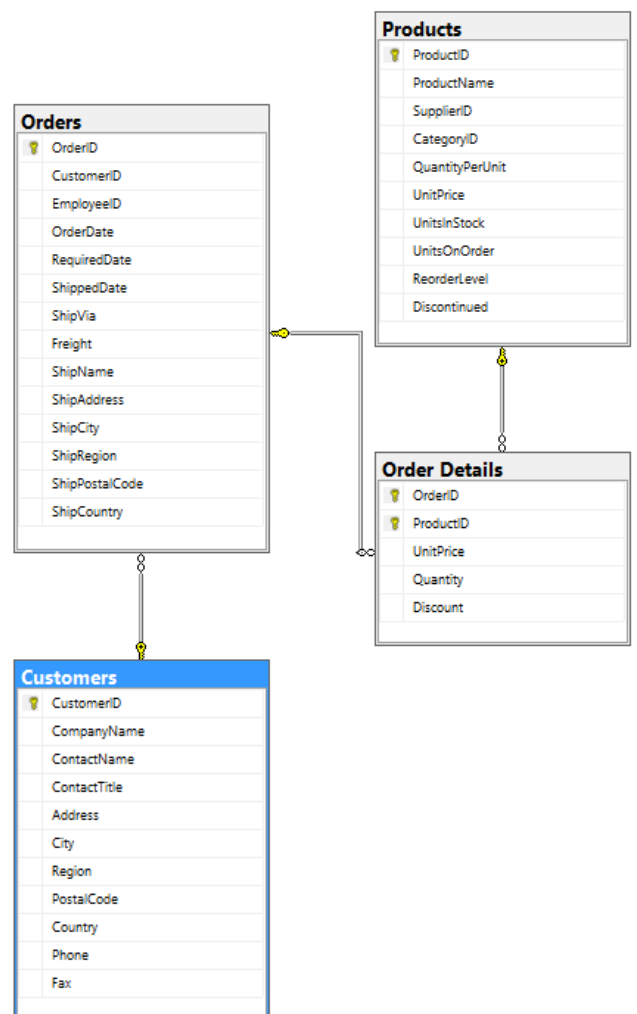 Products
ProductID
ProductName
SupplierID
CategoryID
QuantityPerUnit
UnitPrice
UnitsInStock
UnitsOnOrder
ReorderLevel
Discontinued
Orders
OrderID
CustomerID
EmployeeID
OrderDate
RequiredDate
ShippedDate
ShipVia
Freight
ShipName
ShipAddress
ShipCity
ShipRegion
ShipPostalCode
ShipCountry
Order Details
OrderID
ProductID
UnitPrice
Quantity
Discount
Customers
CustomerID
CompanyName
ContactName
ContactTitle
Address
City
Region
PostalCode
Country
Phone
Fax